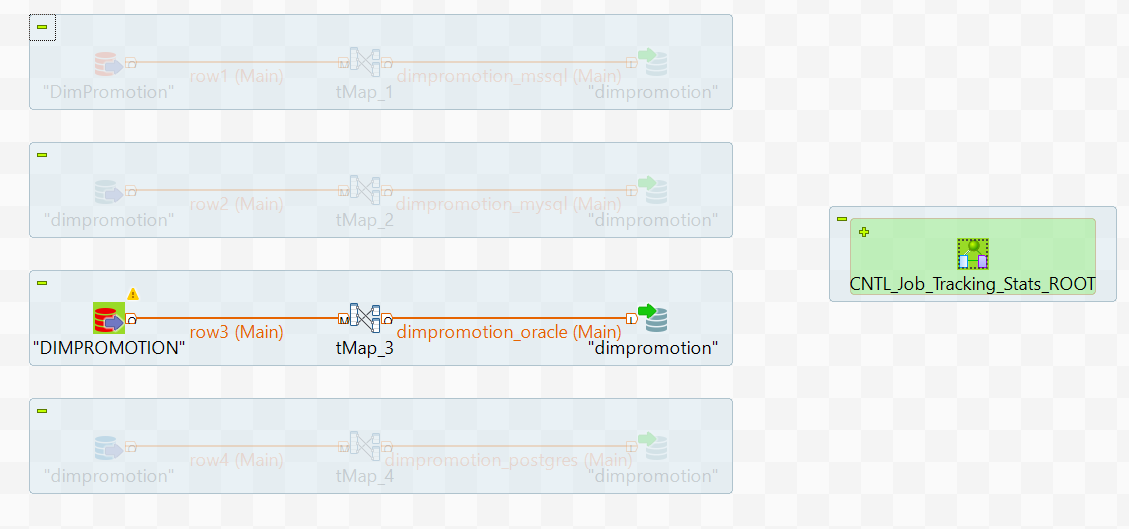 row1 (Main)
dimpromotion_mssql (Main)
"DimPromotion"
tMap_1
"dimpromotion"
row2 (Main)
dimpromotion_mysql (Main)
"dimpromotion"
tMap_2
"dimpromotion"
CNTL_Job_Tracking_Stats_ROOT
row3 (Main)
dimpromotion_oracle (Main)
"DIMPROMOTION"
tMap_3
"dimpromotion"
row4 (Main)
dimpromotion_postgres (Main)
"dimpromotion"
tMap_4
"dimpromotion"